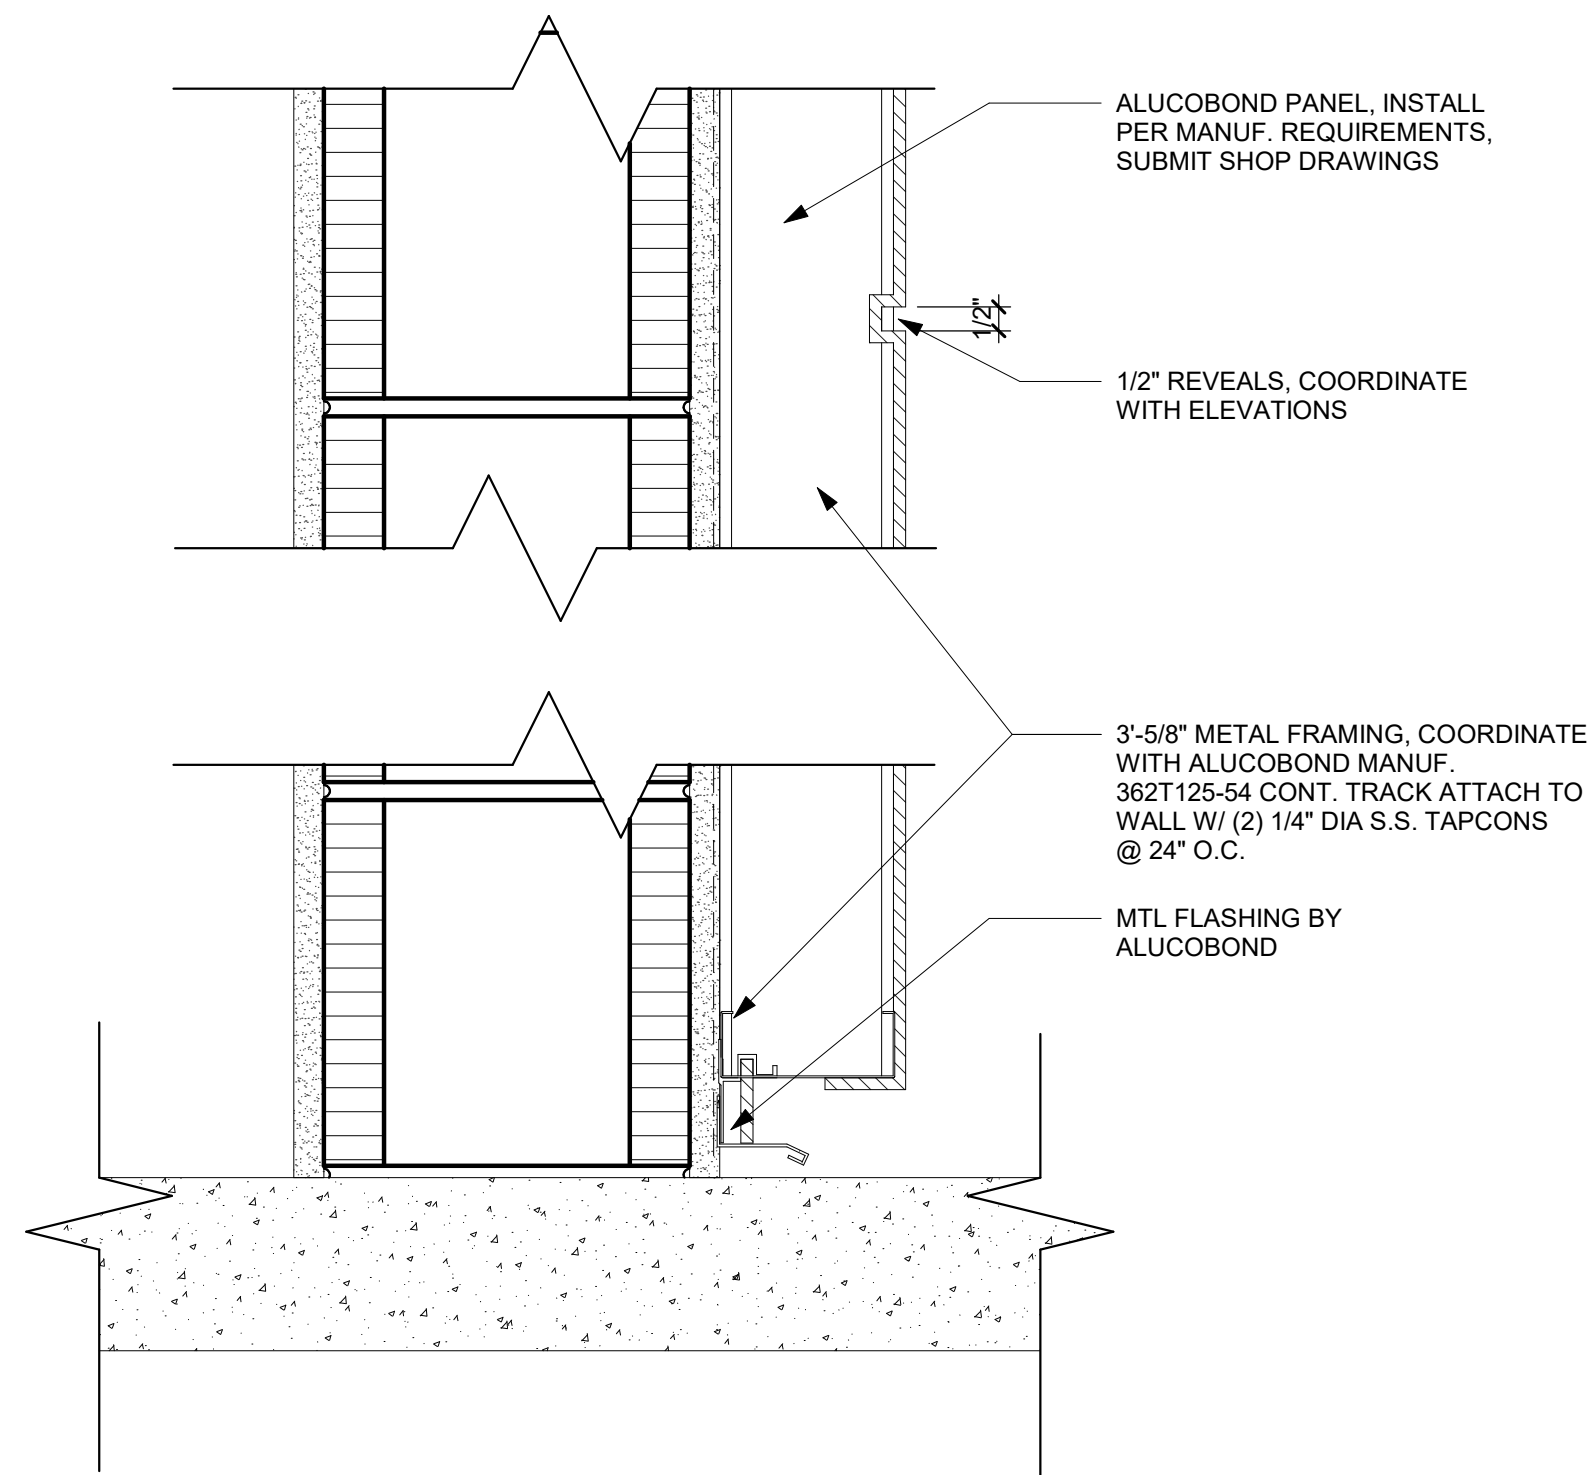 ALUCOBOND PANEL, INSTALL
PER MANUF. REQUIREMENTS,
SUBMIT SHOP DRAWINGS
1/2"
1/2" REVEALS, COORDINATE
WITH ELEVATIONS
3'-5/8" METAL FRAMING, COORDINATE
WITH ALUCOBOND MANUF.
362T125-54 CONT. TRACK ATTACH TO
WALL W/ (2) 1/4" DIA S.S. TAPCONS
@ 24" O.C.
MTL FLASHING BY
ALUCOBOND